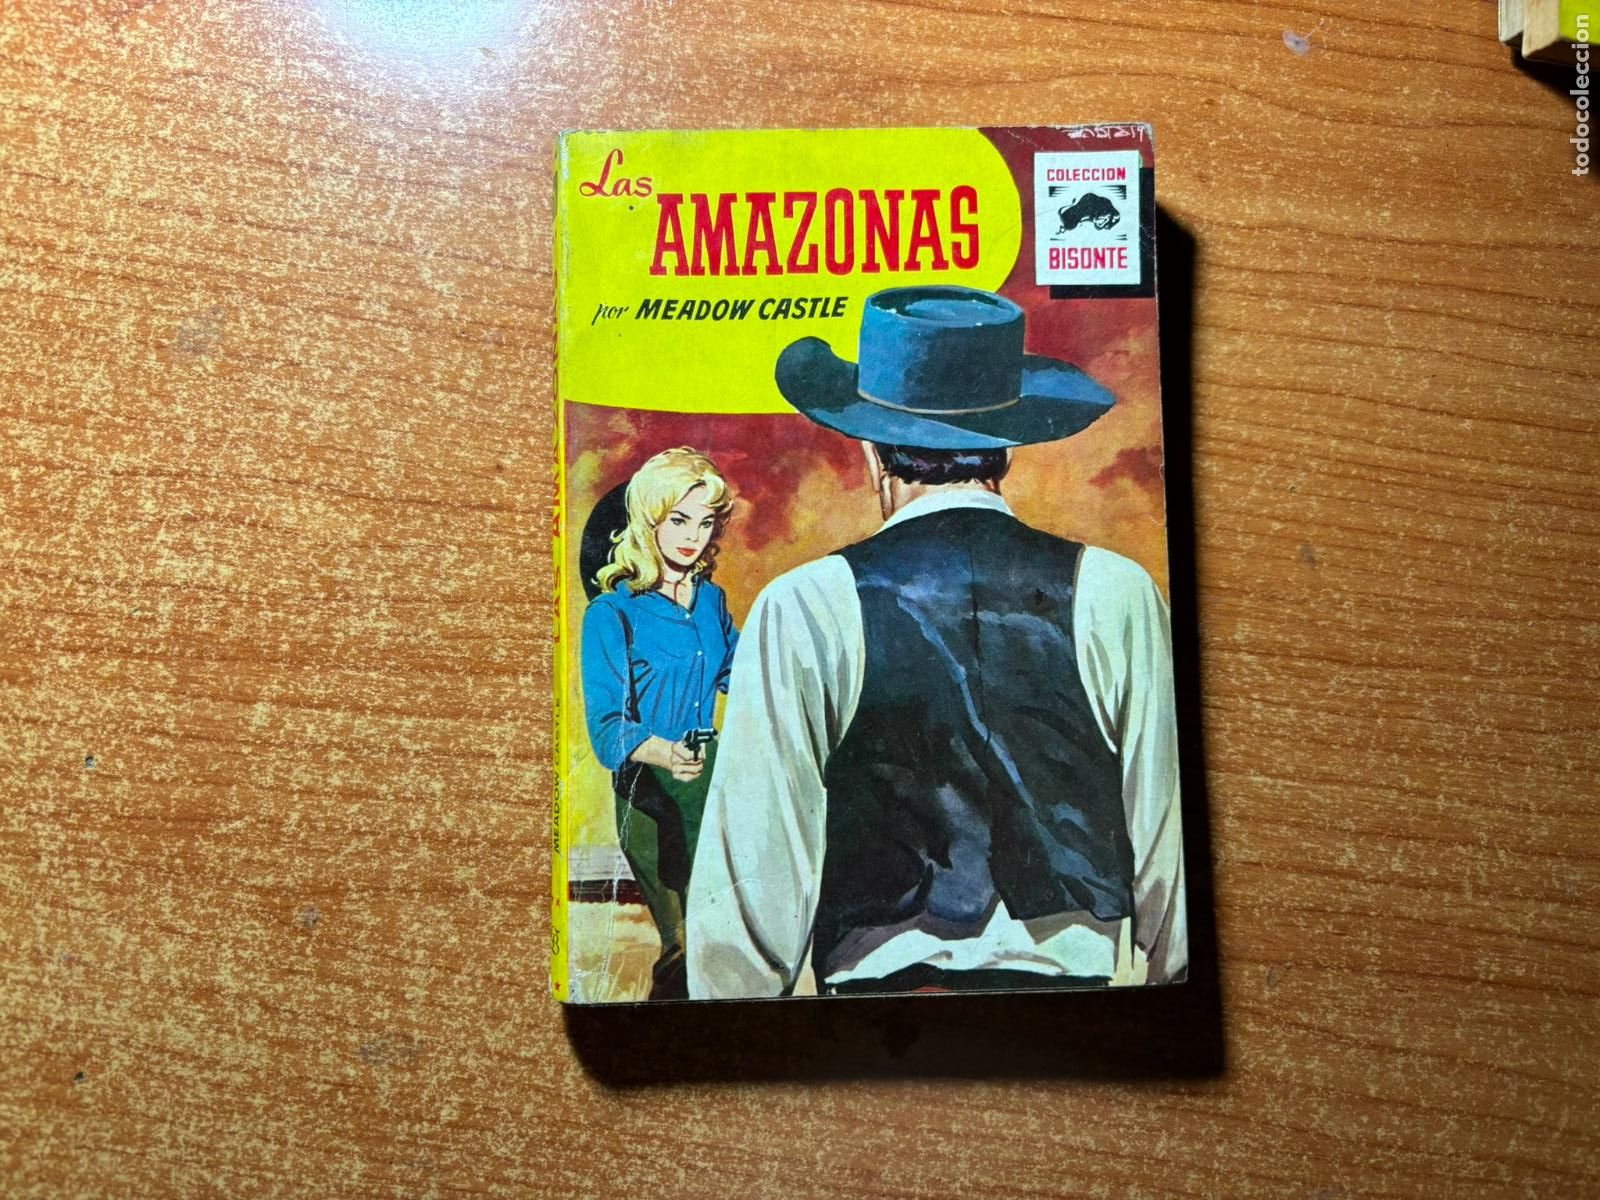 Las
AMAZONAS
por MEADOW CASTLE
COLECCION
BISONTE
MEADOW CASTLE LAS AMAZONAS
todocoleccion